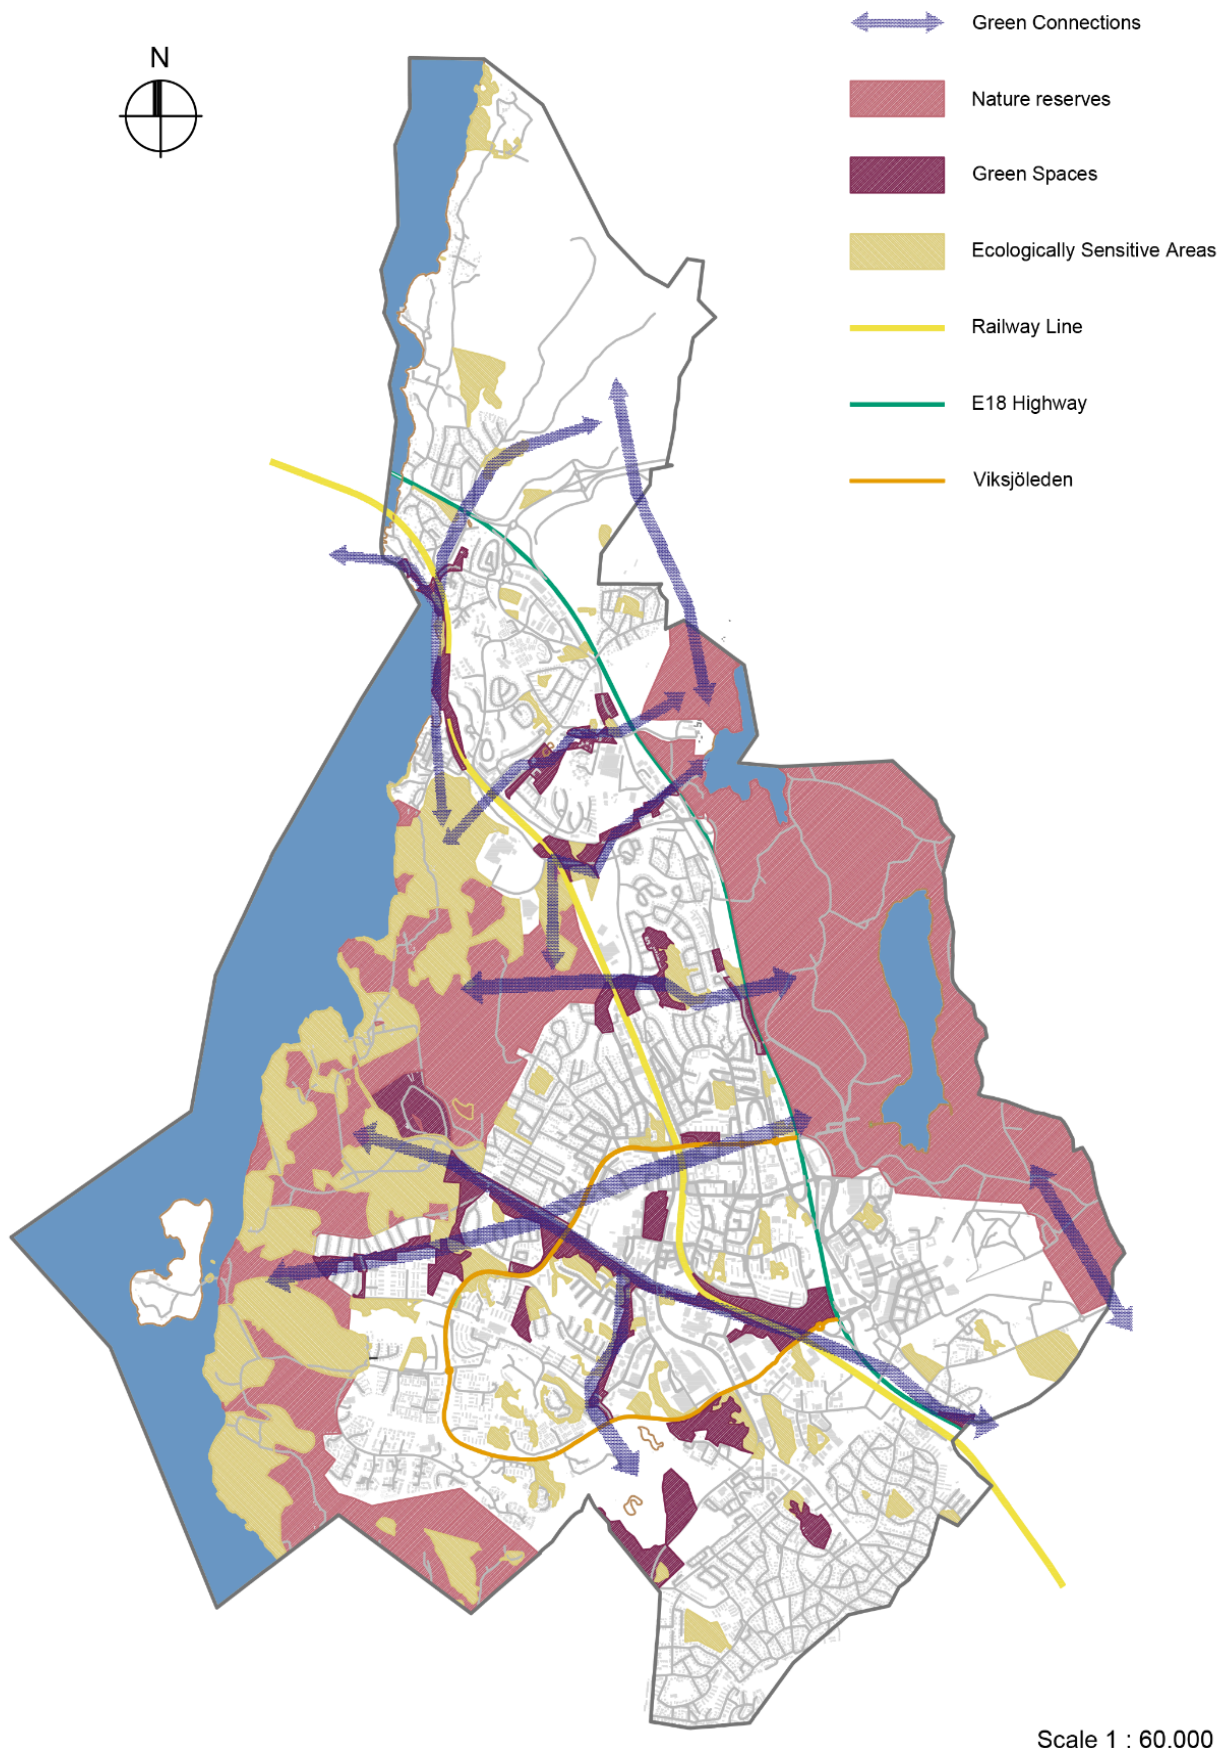 N
Green Connections
Nature reserves
Green Spaces
Ecologically Sensitive Areas
Railway Line
E18 Highway
Viksjöleden
Scale 1 : 60.000